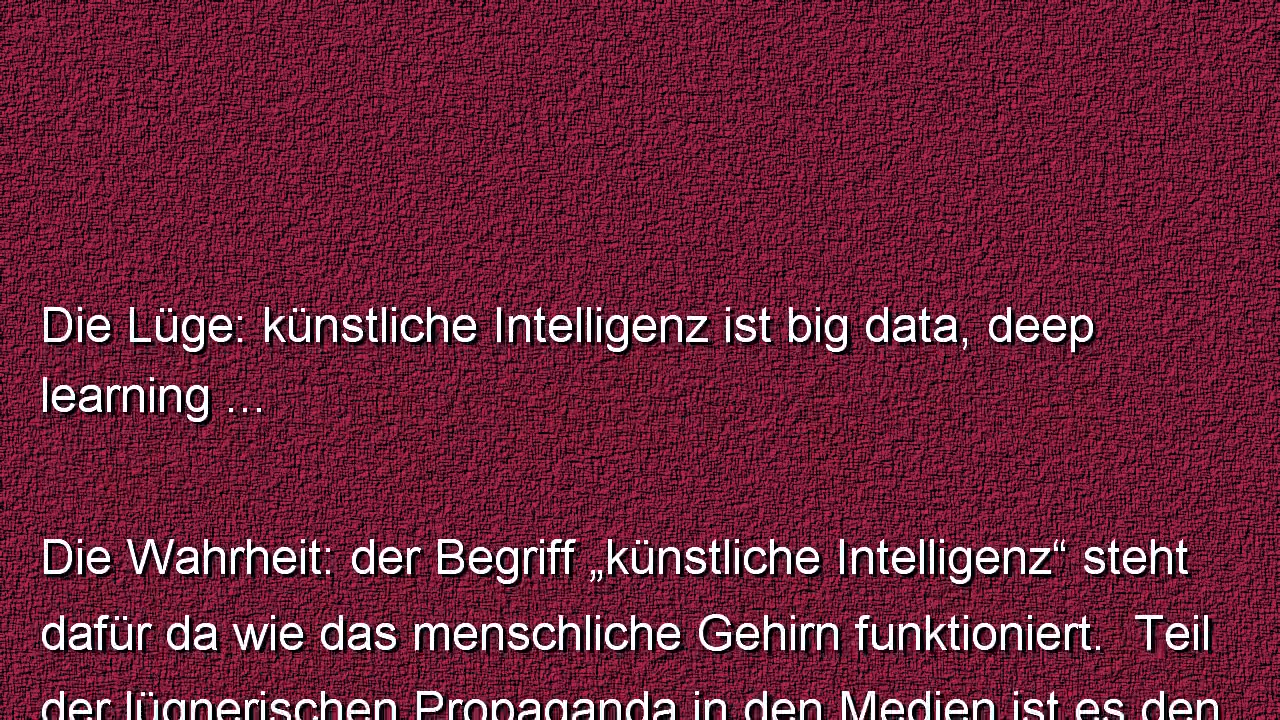 Die Lüge: künstliche Intelligenz ist big data, deep
learning ...
Die Wahrheit: der Begriff „künstliche Intelligenz“ steht
dafür da wie das menschliche Gehirn funktioniert.  Teil
der lügnerischen Propaganda in den Medien ist es den